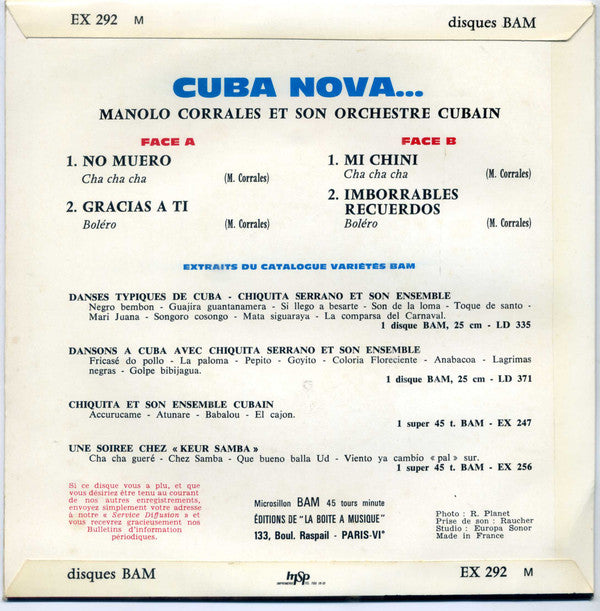 EX 292 M
disques BAM
CUBA NOVA...
MANOLO CORRALES ET SON ORCHESTRE CUBAIN
FACE A
1. NO MUERO
Cha cha cha (M. Corrales)
2. GRACIAS A TI
Boléro (M. Corrales)
FACE B
1. MI CHINI
Cha cha cha (M. Corrales)
2. IMBORRABLES
RECUERDOS
Boléro (M. Corrales)
EXTRAITS DU CATALOGUE VARIÉTÉS BAM
DANSES TYPIQUES DE CUBA - CHIQUITA SERRANO ET SON ENSEMBLE
Negro bembon - Guajira guantanamera - Si llego a besarte - Son de la loma - Toque de santo -
Mari Juana - Songoro cosongo - Mata siguaraya - La comparsa del Carnaval.
1 disque BAM, 25 cm - LD 335
DANSONS A CUBA AVEC CHIQUITA SERRANO ET SON ENSEMBLE
Fricasé do pollo - La paloma - Pepito - Goyito - Coloria Floreciente - Anabacoa - Lagrimas
negras - Golpe bibijagua.
1 disque BAM, 25 cm - LD 371
CHIQUITA ET SON ENSEMBLE CUBAIN
Accurucame - Atunare - Babalou - El cajon.
1 super 45 t. BAM - EX 247
UNE SOIREE CHEZ « KEUR SAMBA »
Cha cha gueré - Chez Samba - Que bueno balla Ud - Viento ya cambio « pal » sur.
1 super 45 t. BAM - EX 256
Si ce disque vous a plu, et que
vous désiriez être tenu au courant
de nos autres enregistrements,
envoyez simplement votre adresse
à notre « Service Diffusion » et
vous recevrez gracieusement nos
Bulletins d'information
périodiques.
Microsillon BAM 45 tours minute
ÉDITIONS DE "LA BOITE A MUSIQUE"
133, Boul. Raspail - PARIS-VIe
Photo : R. Planet
Prise de son : Raucher
Studio : Europa Sonor
Made in France
disques BAM
EX 292 M